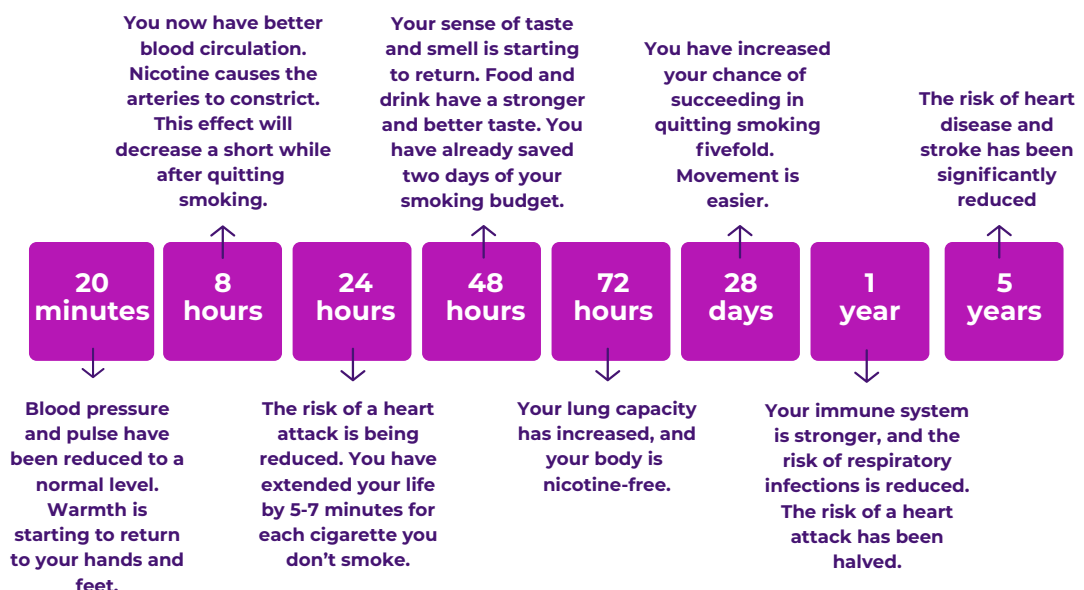 You now have better
blood circulation.
Nicotine causes the
arteries to constrict.
This effect will
decrease a short while
after quitting
smoking.
Your sense of taste
and smell is starting
to return. Food and
drink have a stronger
and better taste. You
have already saved
two days of your
smoking budget.
You have increased
your chance of
succeeding in
quitting smoking
fivefold.
Movement is
easier.
The risk of heart
disease and
stroke has been
significantly
reduced
20
minutes
8
hours
24
hours
48
hours
72
hours
28
days
1
year
5
years
Blood pressure
and pulse have
been reduced to a
normal level.
Warmth is
starting to return
to your hands and
feet.
The risk of a heart
attack is being
reduced. You have
extended your life
by 5-7 minutes for
each cigarette you
don’t smoke.
Your lung capacity
has increased, and
your body is
nicotine-free.
Your immune system
is stronger, and the
risk of respiratory
infections is reduced.
The risk of a heart
attack has been
halved.